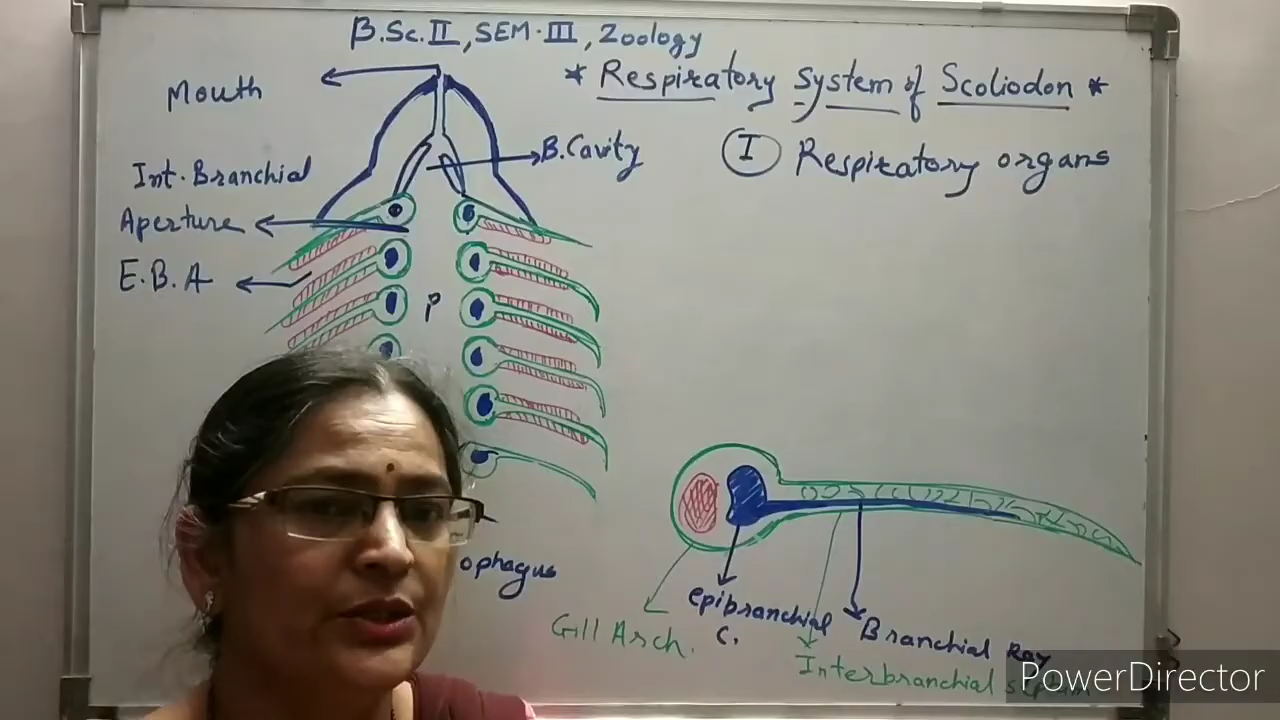 B.Sc.II, SEM-III, Zoology
* Respiratory System of Scoliodon *
Mouth
B.Cavity
I Respiratory organs
Int. Branchial
Aperture
E.B.A
P
ophagus
epibranchial
C.
Gill Arch.
Branchial Ray
Interbranchial
PowerDirector